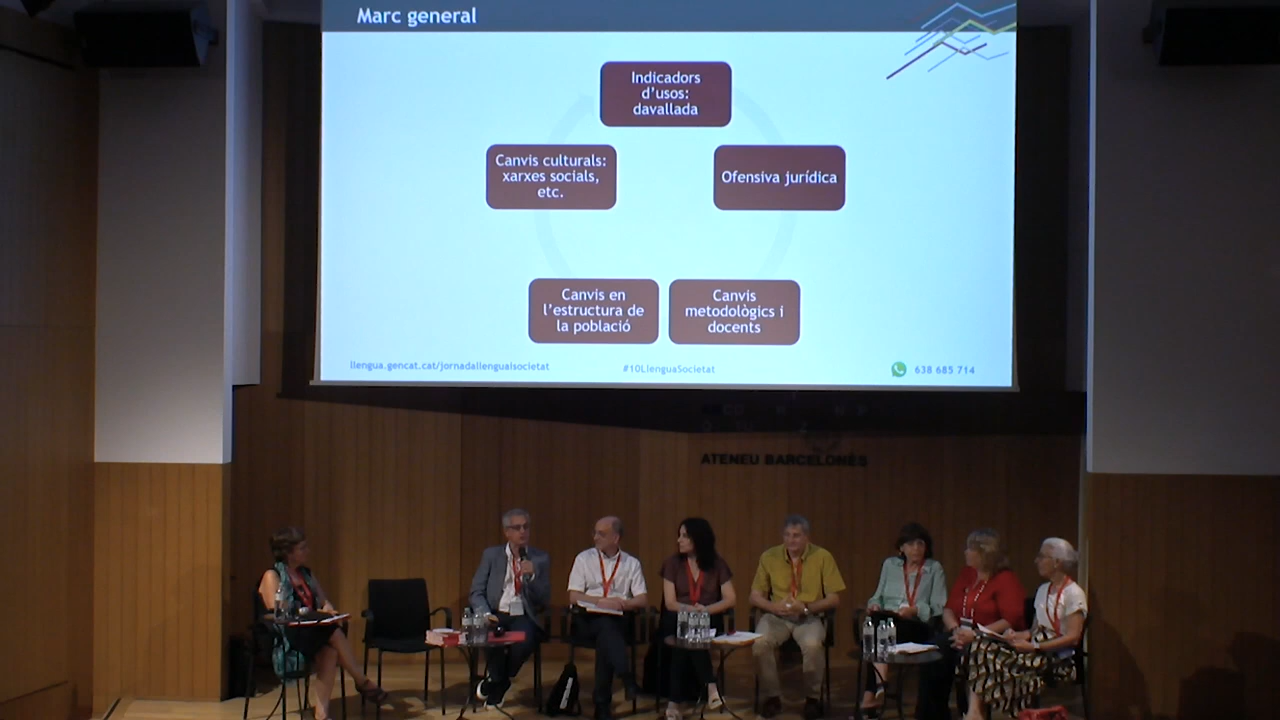 Marc general
Indicadors
d'usos:
davallada
Canvis culturals:
xarxes socials,
etc.
Ofensiva jurídica
Canvis en
l'estructura de
la població
Canvis
metodològics i
docents
llengua.gencat.cat/jornadallenguaisocietat
#10LlenguaSocietat
638 685 714
ATENEU BARCELONÈS